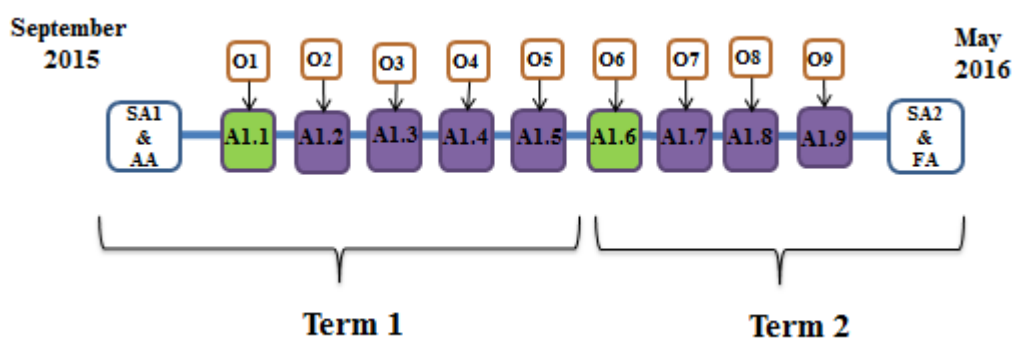 September
2015
May
2016
O1
O2
O3
O4
O5
O6
O7
O8
O9
SA1
&
AA
A1.1
A1.2
A1.3
A1.4
A1.5
A1.6
A1.7
A1.8
A1.9
SA2
&
FA
Term 1
Term 2